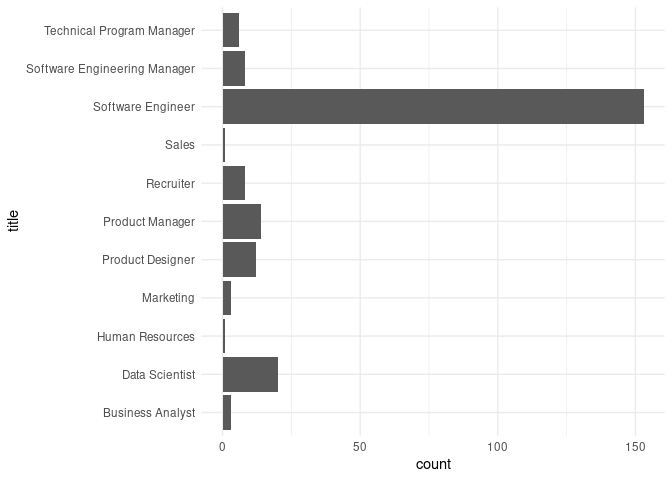 Technical Program Manager
Software Engineering Manager
Software Engineer
Sales
Recruiter
Product Manager
Product Designer
Marketing
Human Resources
Data Scientist
Business Analyst
title
0 50 100 150
count